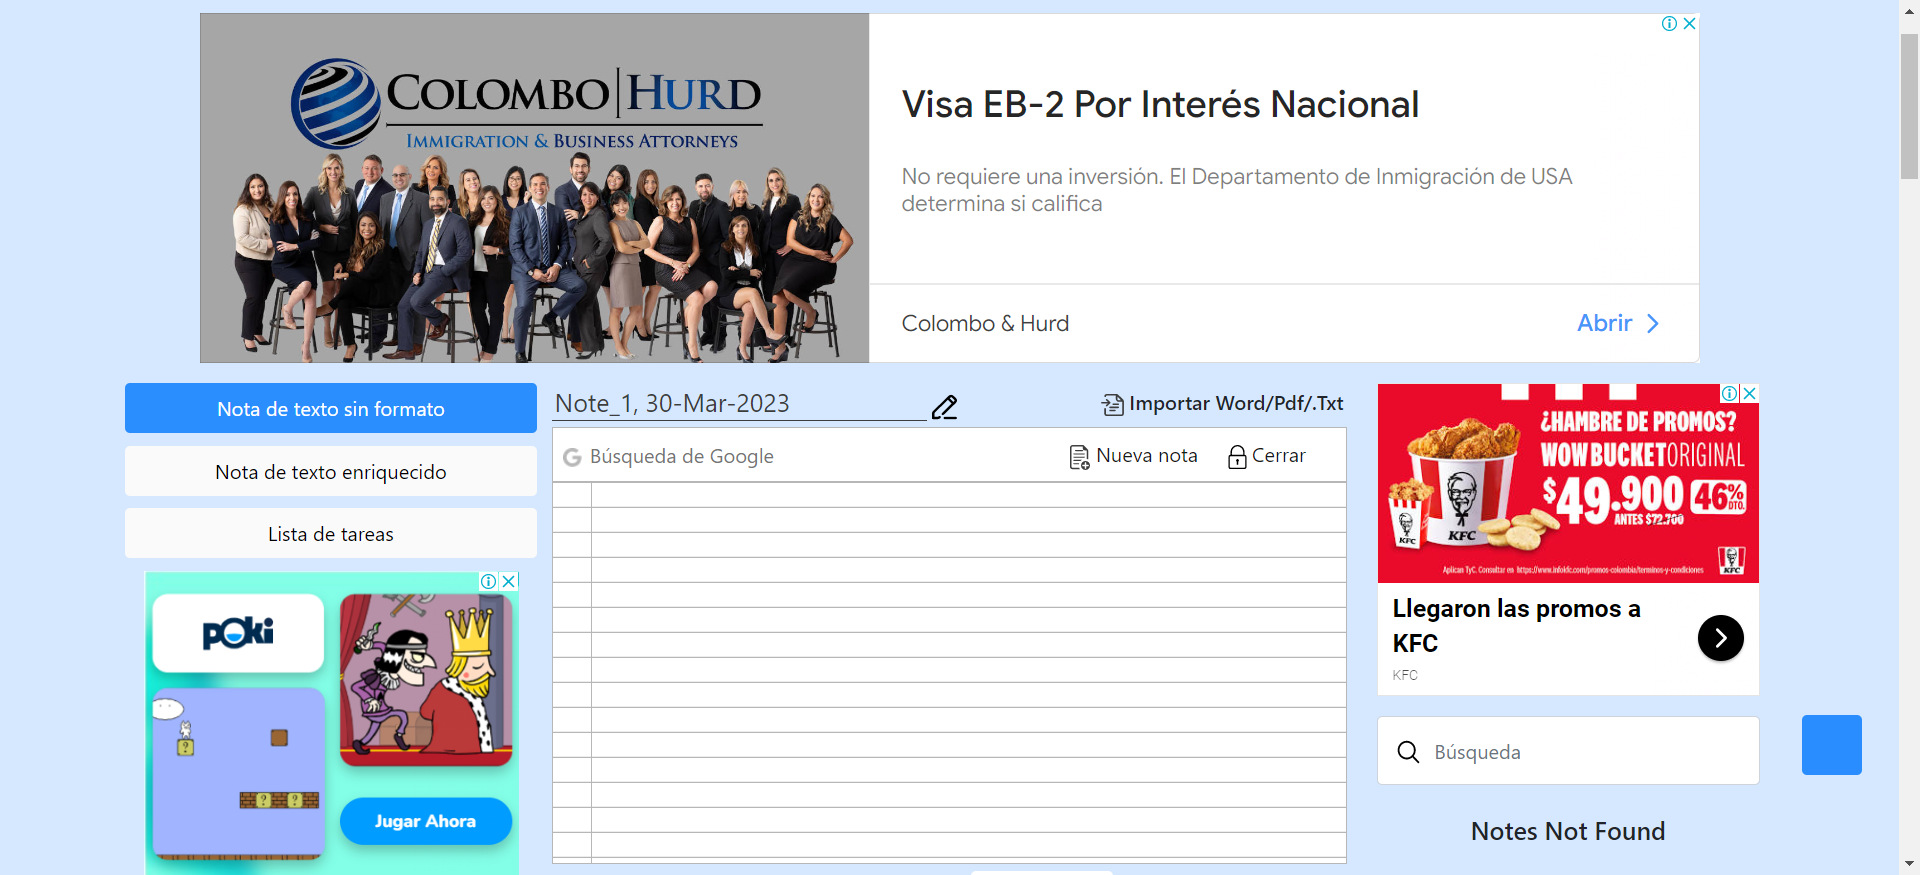 COLOMBO|HURD
IMMIGRATION & BUSINESS ATTORNEYS
Visa EB-2 Por Interés Nacional
No requiere una inversión. El Departamento de Inmigración de USA
determina si califica
Colombo & Hurd
Abrir
Nota de texto sin formato
Nota de texto enriquecido
Lista de tareas
poki
Jugar Ahora
Note_1, 30-Mar-2023
Importar Word/Pdf/.Txt
Búsqueda de Google
Nueva nota
Cerrar
¿HAMBRE DE PROMOS?
WOW BUCKET ORIGINAL
$49.900 46% DTO.
ANTES $72.700
KFC
KFC
KFC
Aplican TyC. Consultar en https://www.infokfc.com/promos-colombia/terminos-y-condiciones
Llegaron las promos a
KFC
KFC
Búsqueda
Notes Not Found